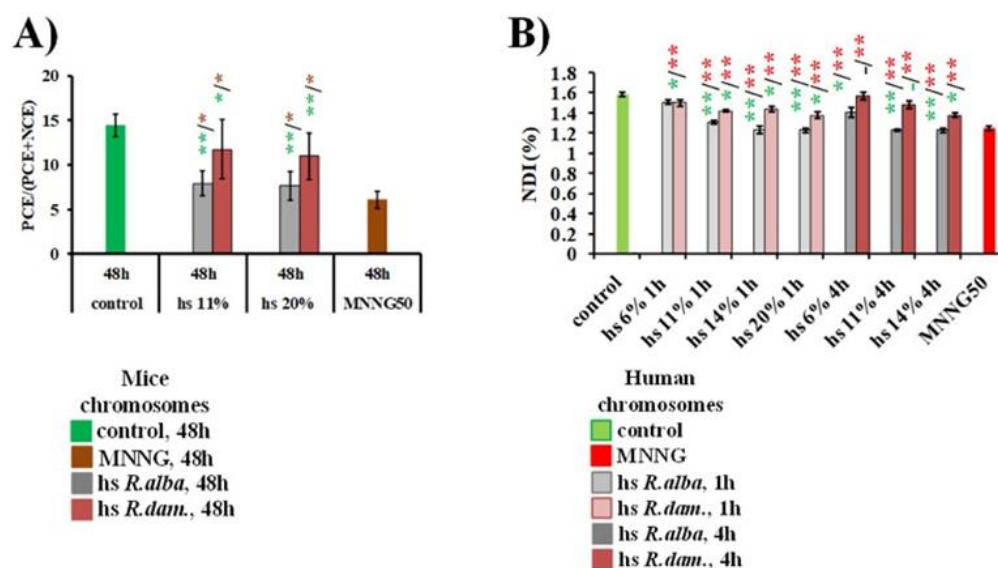 A)
PCE/(PCE+NCE)
20
15
10
5
0
**/* */*
**/* **/*
48h 48h 48h 48h
control hs 11% hs 20% MNNG50
Mice
chromosomes
control, 48h
MNNG, 48h
hs R.alba, 48h
hs R.dam., 48h
B)
NDI (%)
1.8
1.6
1.4
1.2
1
0.8
0.6
0.4
0.2
0
control
hs 6% 1h
hs 11% 1h
hs 14% 1h
hs 20% 1h
hs 6% 4h
hs 11% 4h
hs 14% 4h
MNNG50
Human
chromosomes
control
MNNG
hs R.alba, 1h
hs R.dam., 1h
hs R.alba, 4h
hs R.dam., 4h